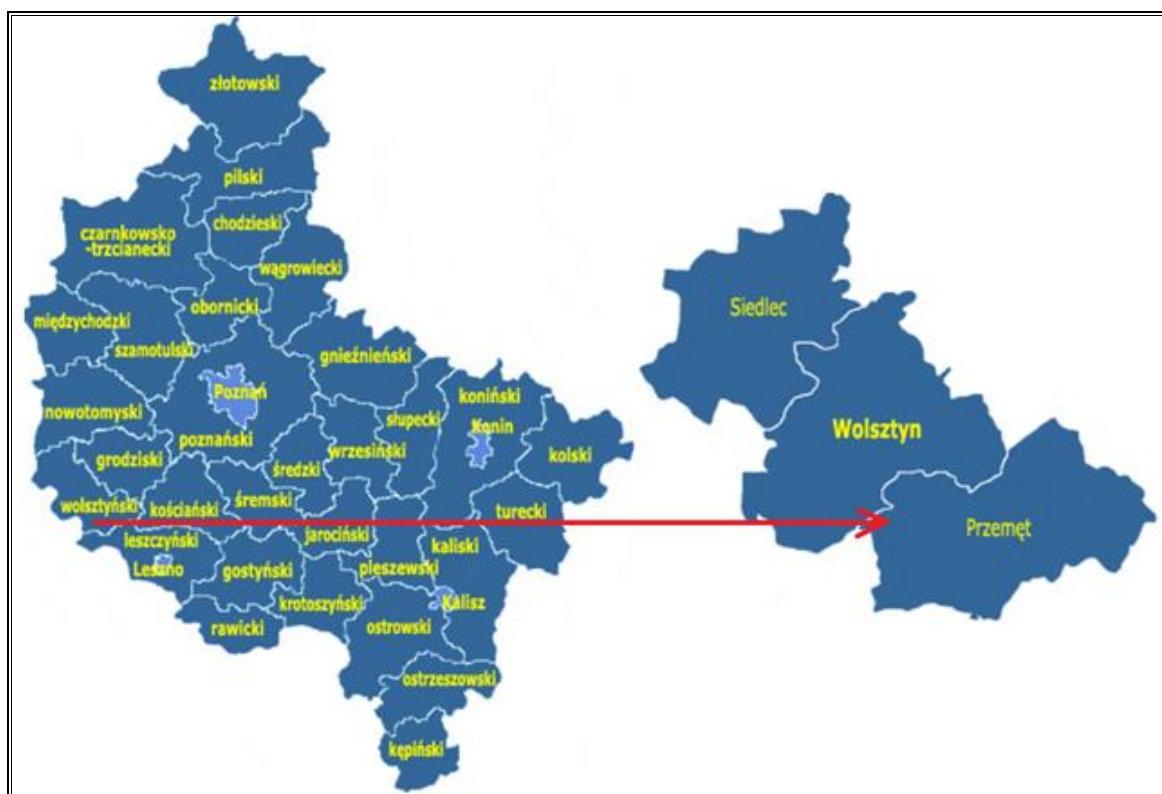 złotowski
pilski
chodzieski
czarnkowsko
-trzcianecki
wągrowiecki
obornicki
międzychodzki
szamotulski
gnieźnieński
Poznań
koniński
nowotomyski
słupecki
Konin
poznański
wrzesiński
kolski
grodziski
średzki
śremski
wolsztyński
kościański
turecki
jarociński
leszczyński
kaliski
Leszno
gostyński
pleszewski
krotoszyński
Kalisz
rawicki
ostrowski
ostrzeszowski
kępiński
Siedlec
Wolsztyn
Przemęt